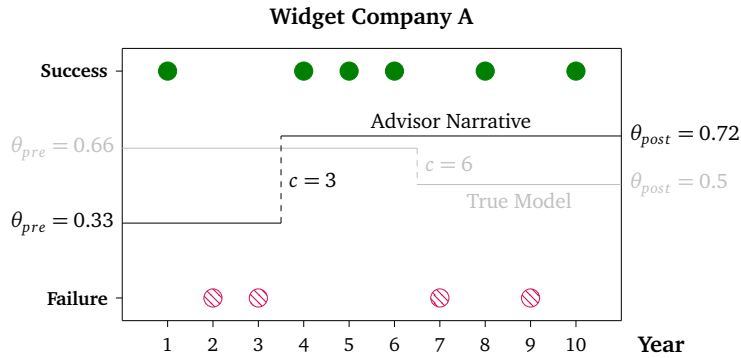 Widget Company A
Success
Advisor Narrative
θpost = 0.72
θpre = 0.66
c = 6
c = 3
θpost = 0.5
True Model
θpre = 0.33
Failure
1 2 3 4 5 6 7 8 9 10 Year